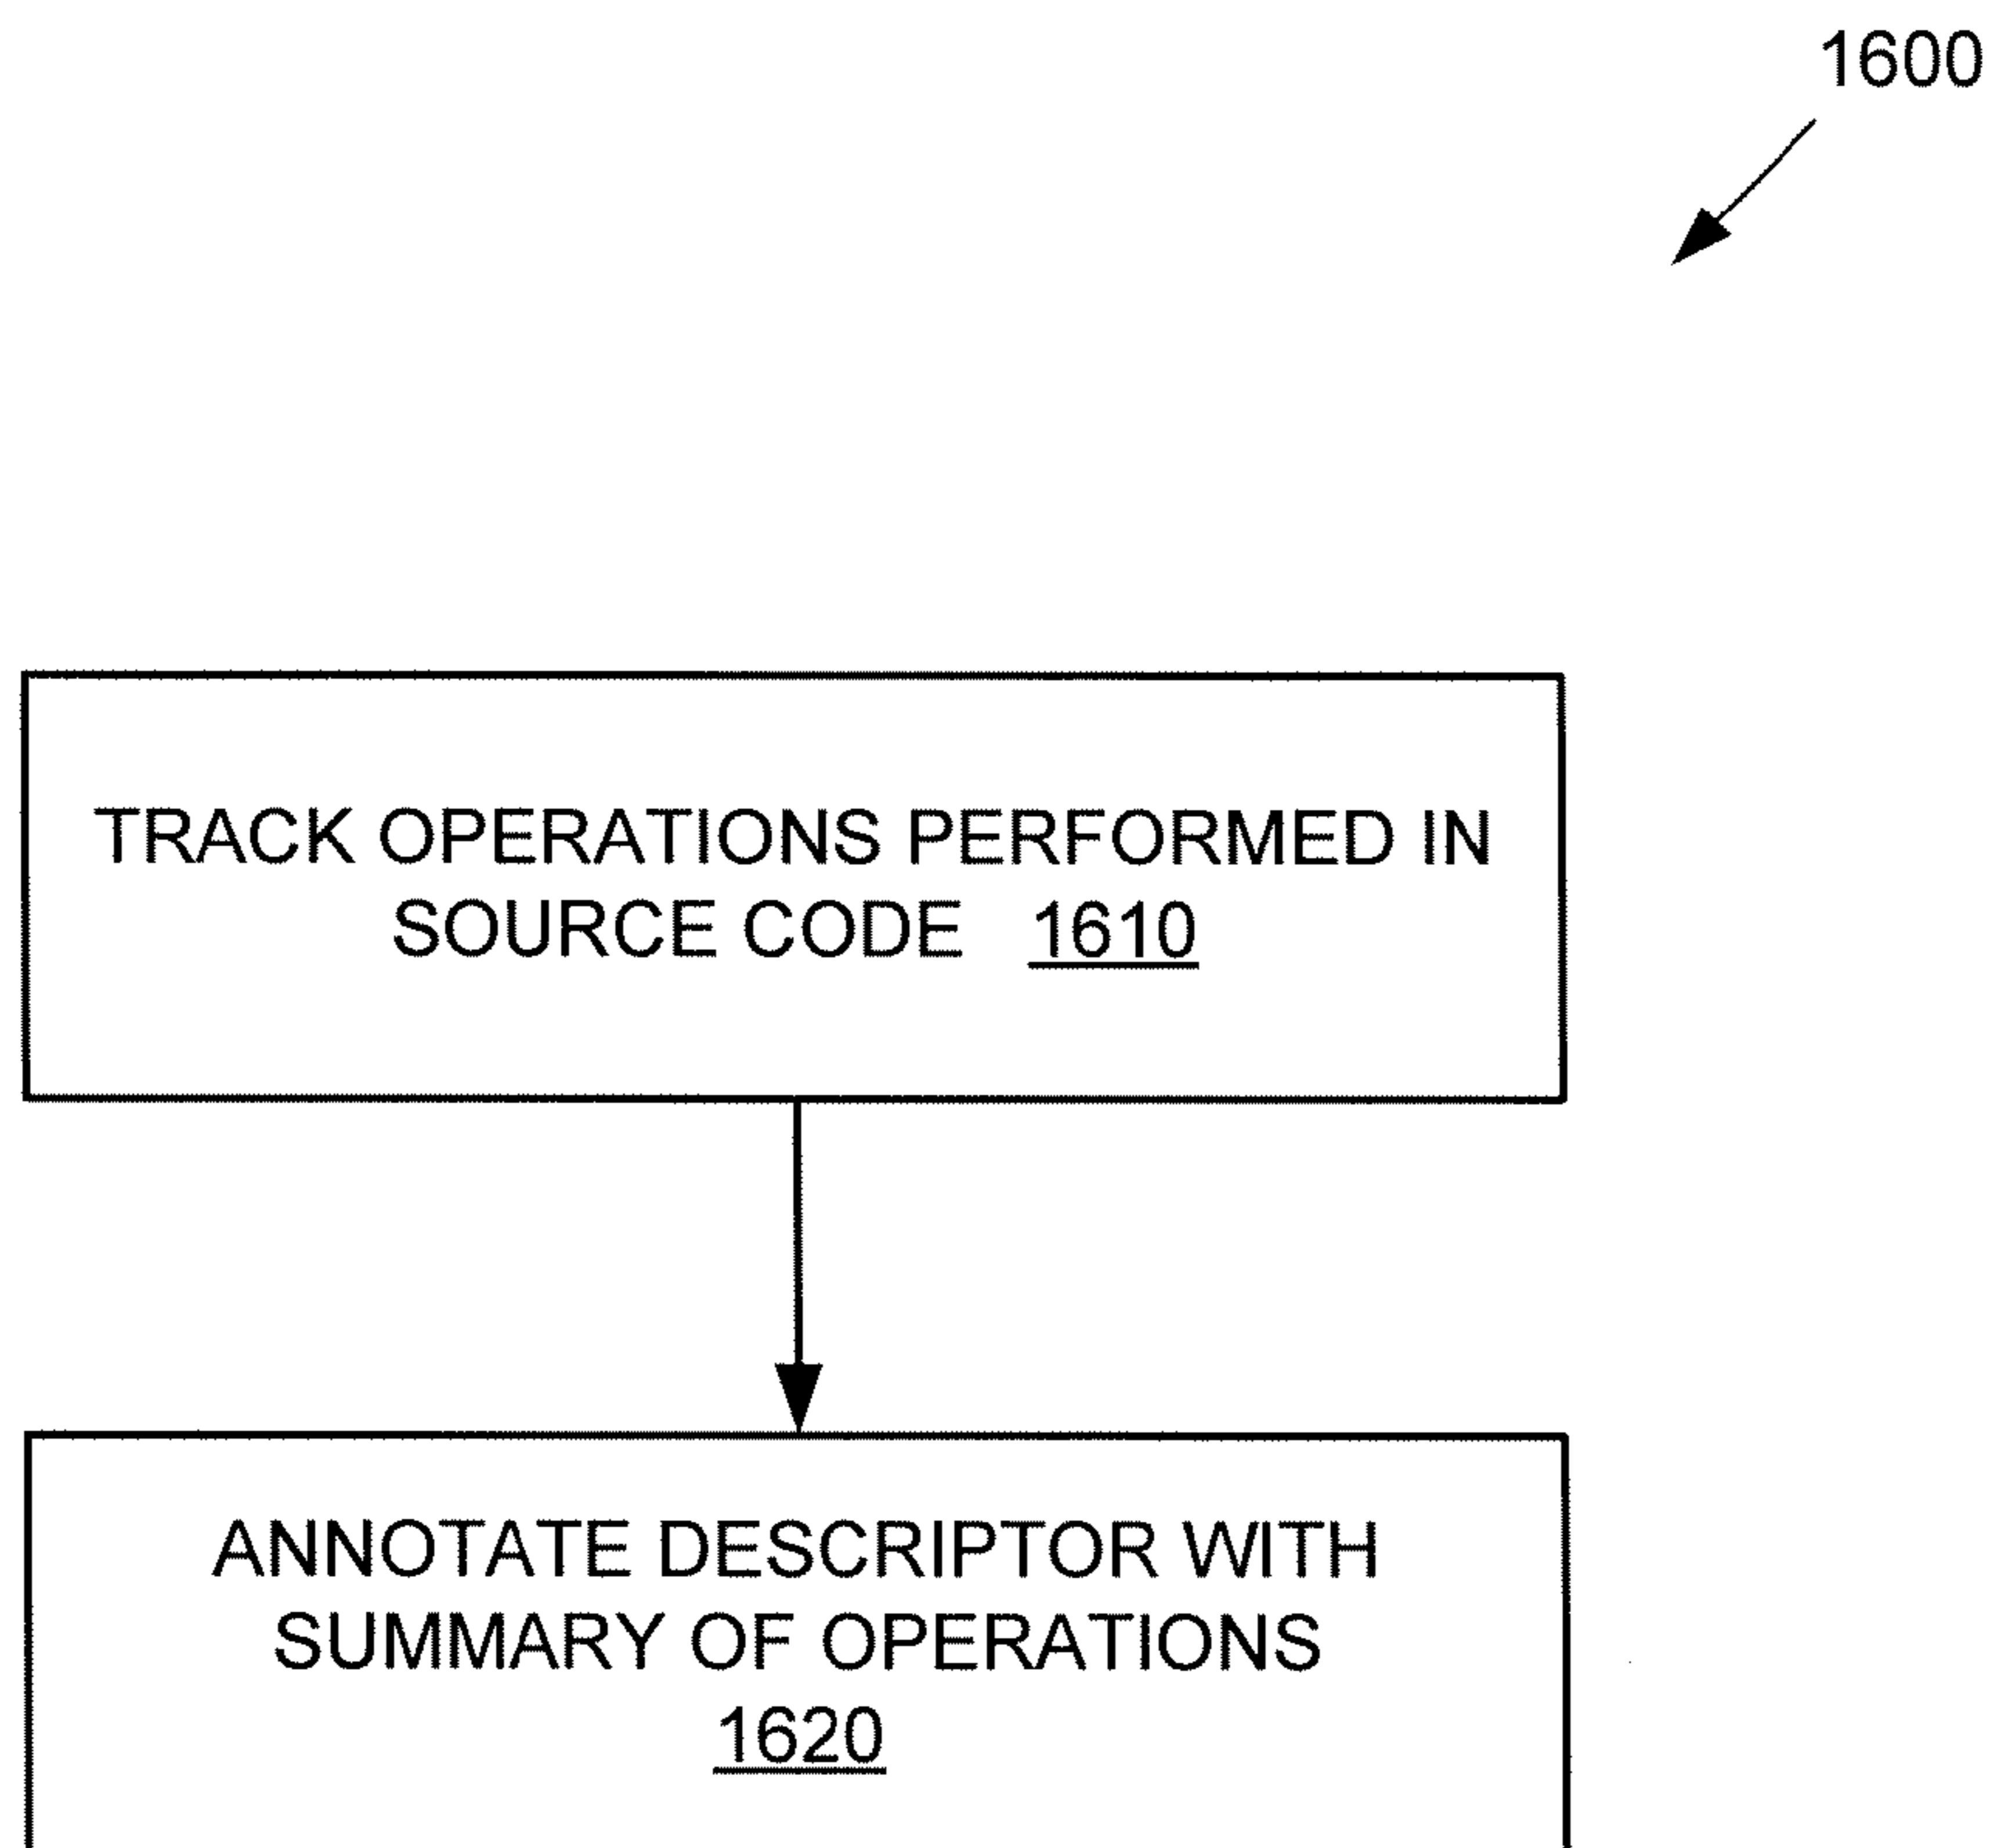 1600
TRACK OPERATIONS PERFORMED IN
SOURCE CODE 1610
ANNOTATE DESCRIPTOR WITH
SUMMARY OF OPERATIONS
1620